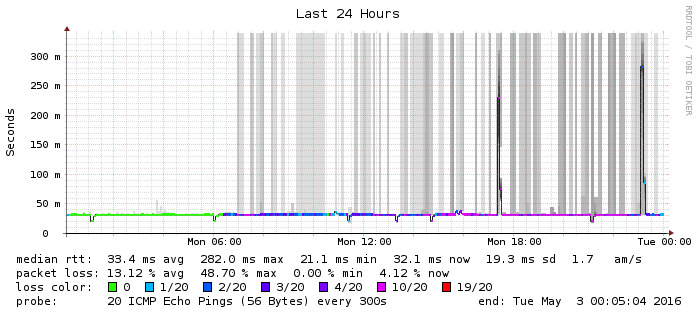 Last 24 Hours
RRDTOOL / TOBI OETIKER
Seconds
300 m
250 m
200 m
150 m
100 m
50 m
0
Mon 06:00 Mon 12:00 Mon 18:00 Tue 00:00
median rtt: 33.4 ms avg 282.0 ms max 21.1 ms min 32.1 ms now 19.3 ms sd 1.7 am/s
packet loss: 13.12 % avg 48.70 % max 0.00 % min 4.12 % now
loss color: 0 1/20 2/20 3/20 4/20 10/20 19/20
probe: 20 ICMP Echo Pings (56 Bytes) every 300s end: Tue May 3 00:05:04 2016